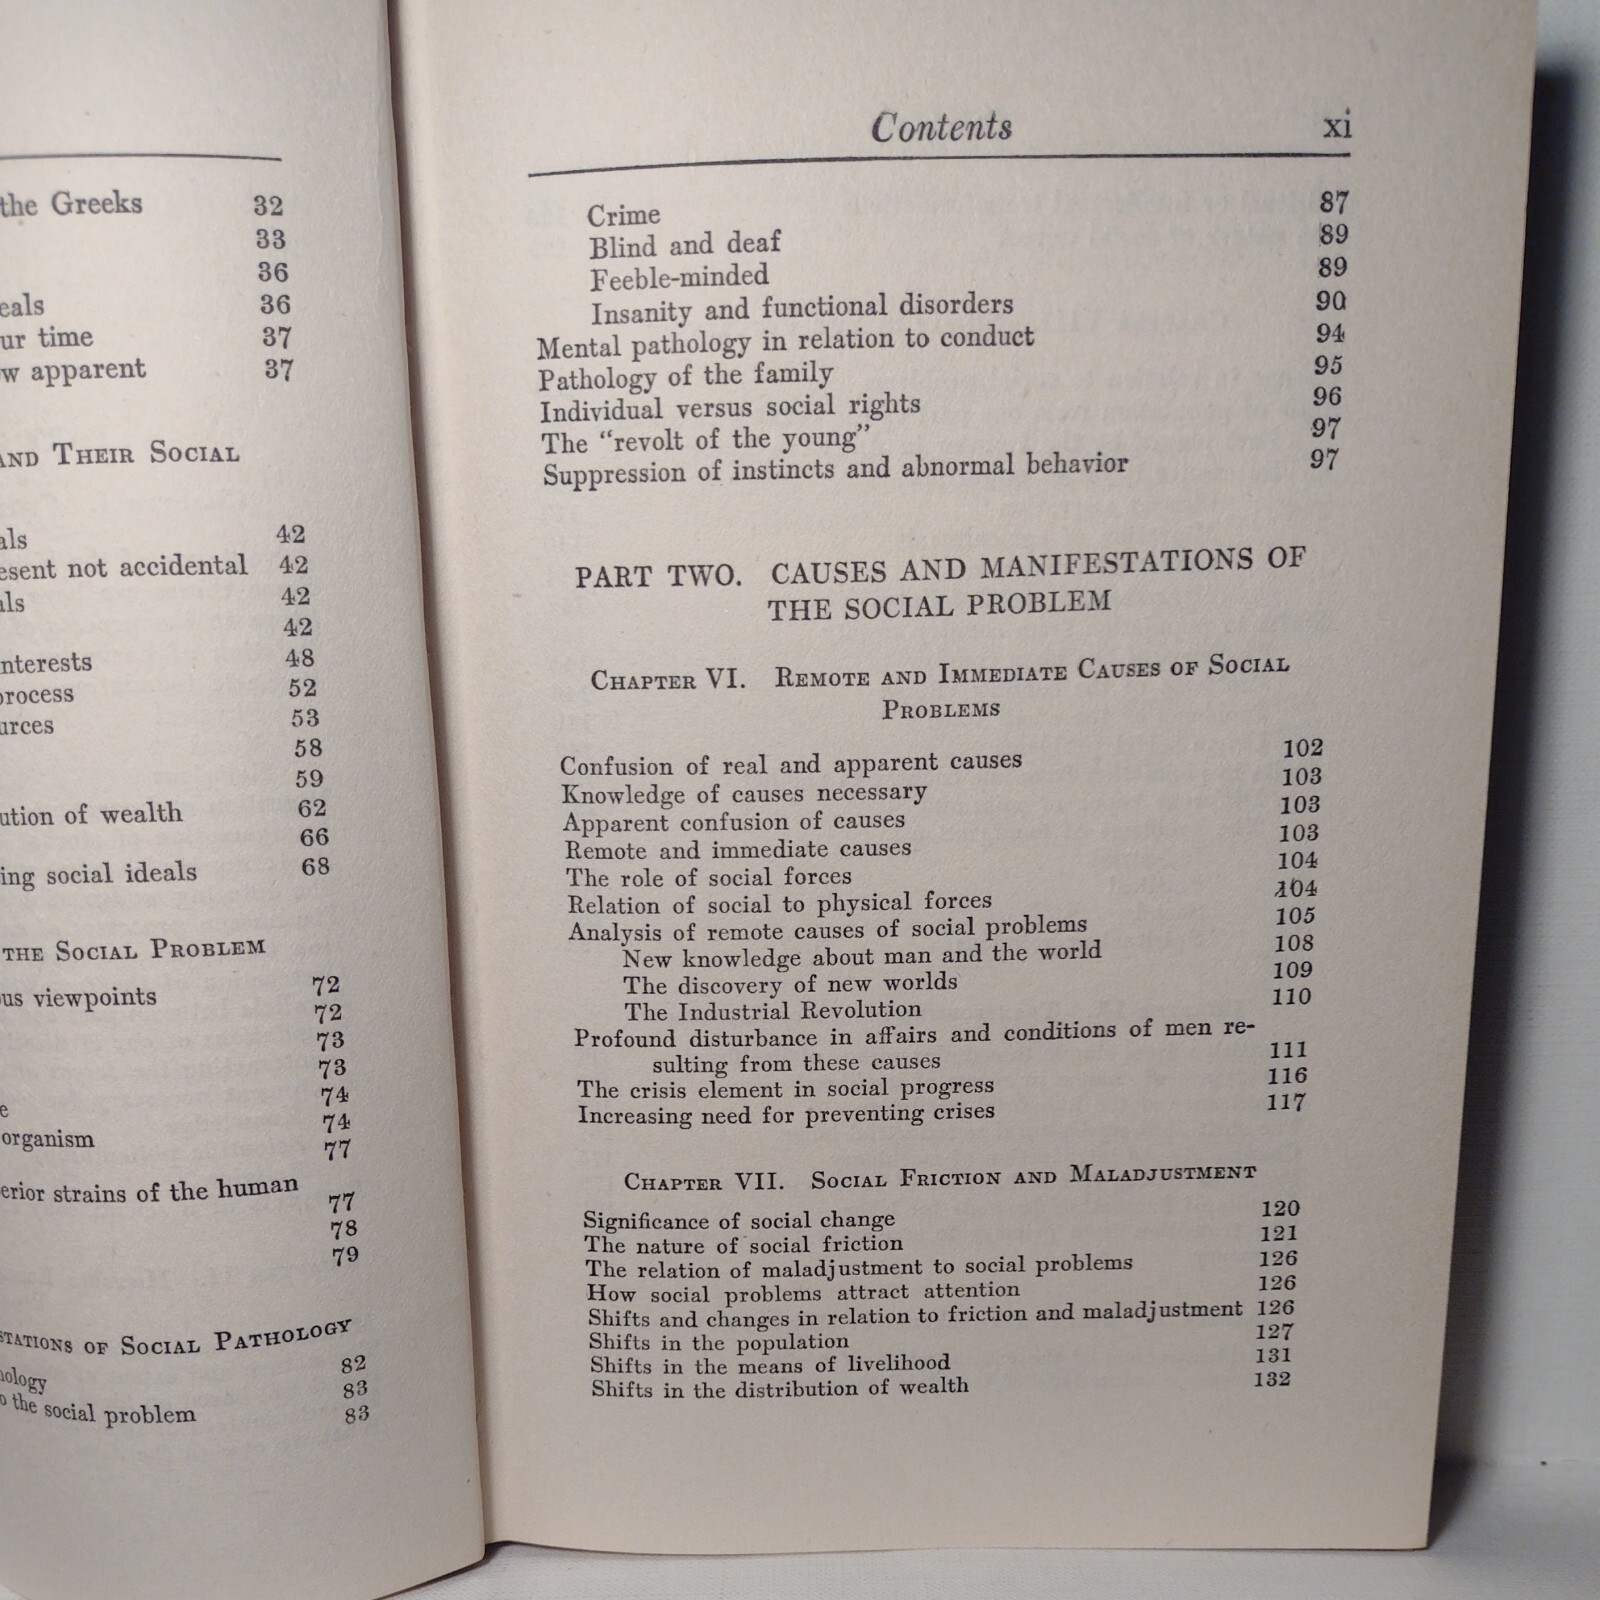 the Greeks 32
33
36
eals 36
ur time 37
w apparent 37
AND THEIR SOCIAL
als 42
esent not accidental 42
als 42
42
nterests 48
process 52
urces 53
58
59
ution of wealth 62
66
ing social ideals 68
THE SOCIAL PROBLEM
us viewpoints 72
72
73
73
e 74
organism 74
77
erior strains of the human
77
78
79
STATIONS OF SOCIAL PATHOLOGY
ology 82
o the social problem 83
83
Contents xi
Crime 87
Blind and deaf 89
Feeble-minded 89
Insanity and functional disorders 90
Mental pathology in relation to conduct 94
Pathology of the family 95
Individual versus social rights 96
The "revolt of the young" 97
Suppression of instincts and abnormal behavior 97
PART TWO. CAUSES AND MANIFESTATIONS OF
THE SOCIAL PROBLEM
CHAPTER VI. REMOTE AND IMMEDIATE CAUSES OF SOCIAL
PROBLEMS
Confusion of real and apparent causes 102
Knowledge of causes necessary 103
Apparent confusion of causes 103
Remote and immediate causes 103
The role of social forces 104
Relation of social to physical forces 104
Analysis of remote causes of social problems 105
New knowledge about man and the world 108
The discovery of new worlds 109
The Industrial Revolution 110
Profound disturbance in affairs and conditions of men re-
sulting from these causes 111
The crisis element in social progress 116
Increasing need for preventing crises 117
CHAPTER VII. SOCIAL FRICTION AND MALADJUSTMENT
Significance of social change 120
The nature of social friction 121
The relation of maladjustment to social problems 126
How social problems attract attention 126
Shifts and changes in relation to friction and maladjustment 126
Shifts in the population 127
Shifts in the means of livelihood 131
Shifts in the distribution of wealth 132